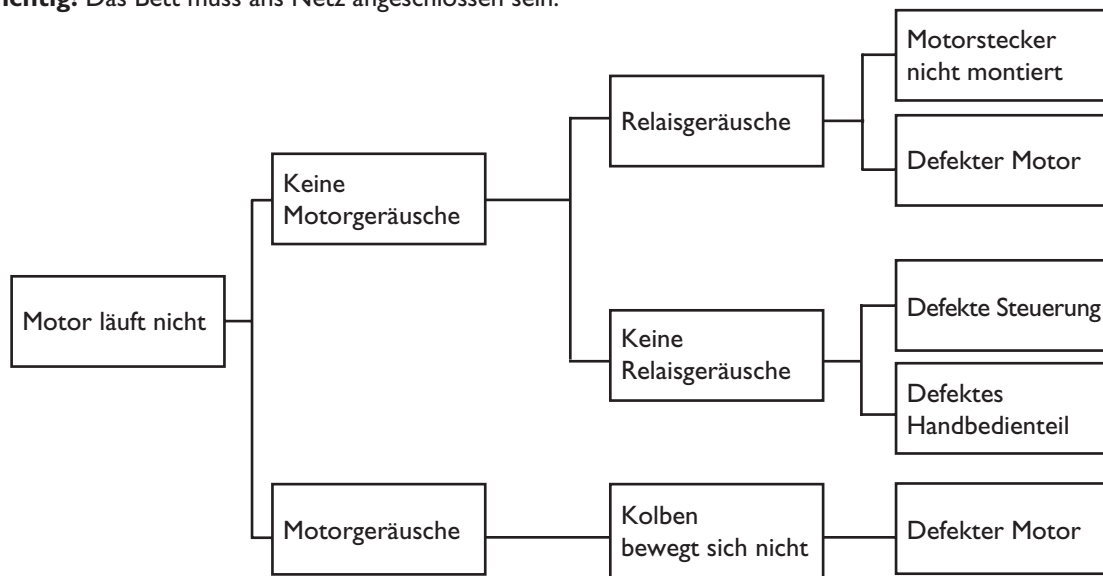 Das Bett muss ans Netz angeschlossen sein.
Motor läuft nicht
Keine
Motorgeräusche
Relaisgeräusche
Motorstecker
nicht montiert
Defekter Motor
Keine
Relaisgeräusche
Defekte Steuerung
Defektes
Handbedienteil
Motorgeräusche
Kolben
bewegt sich nicht
Defekter Motor